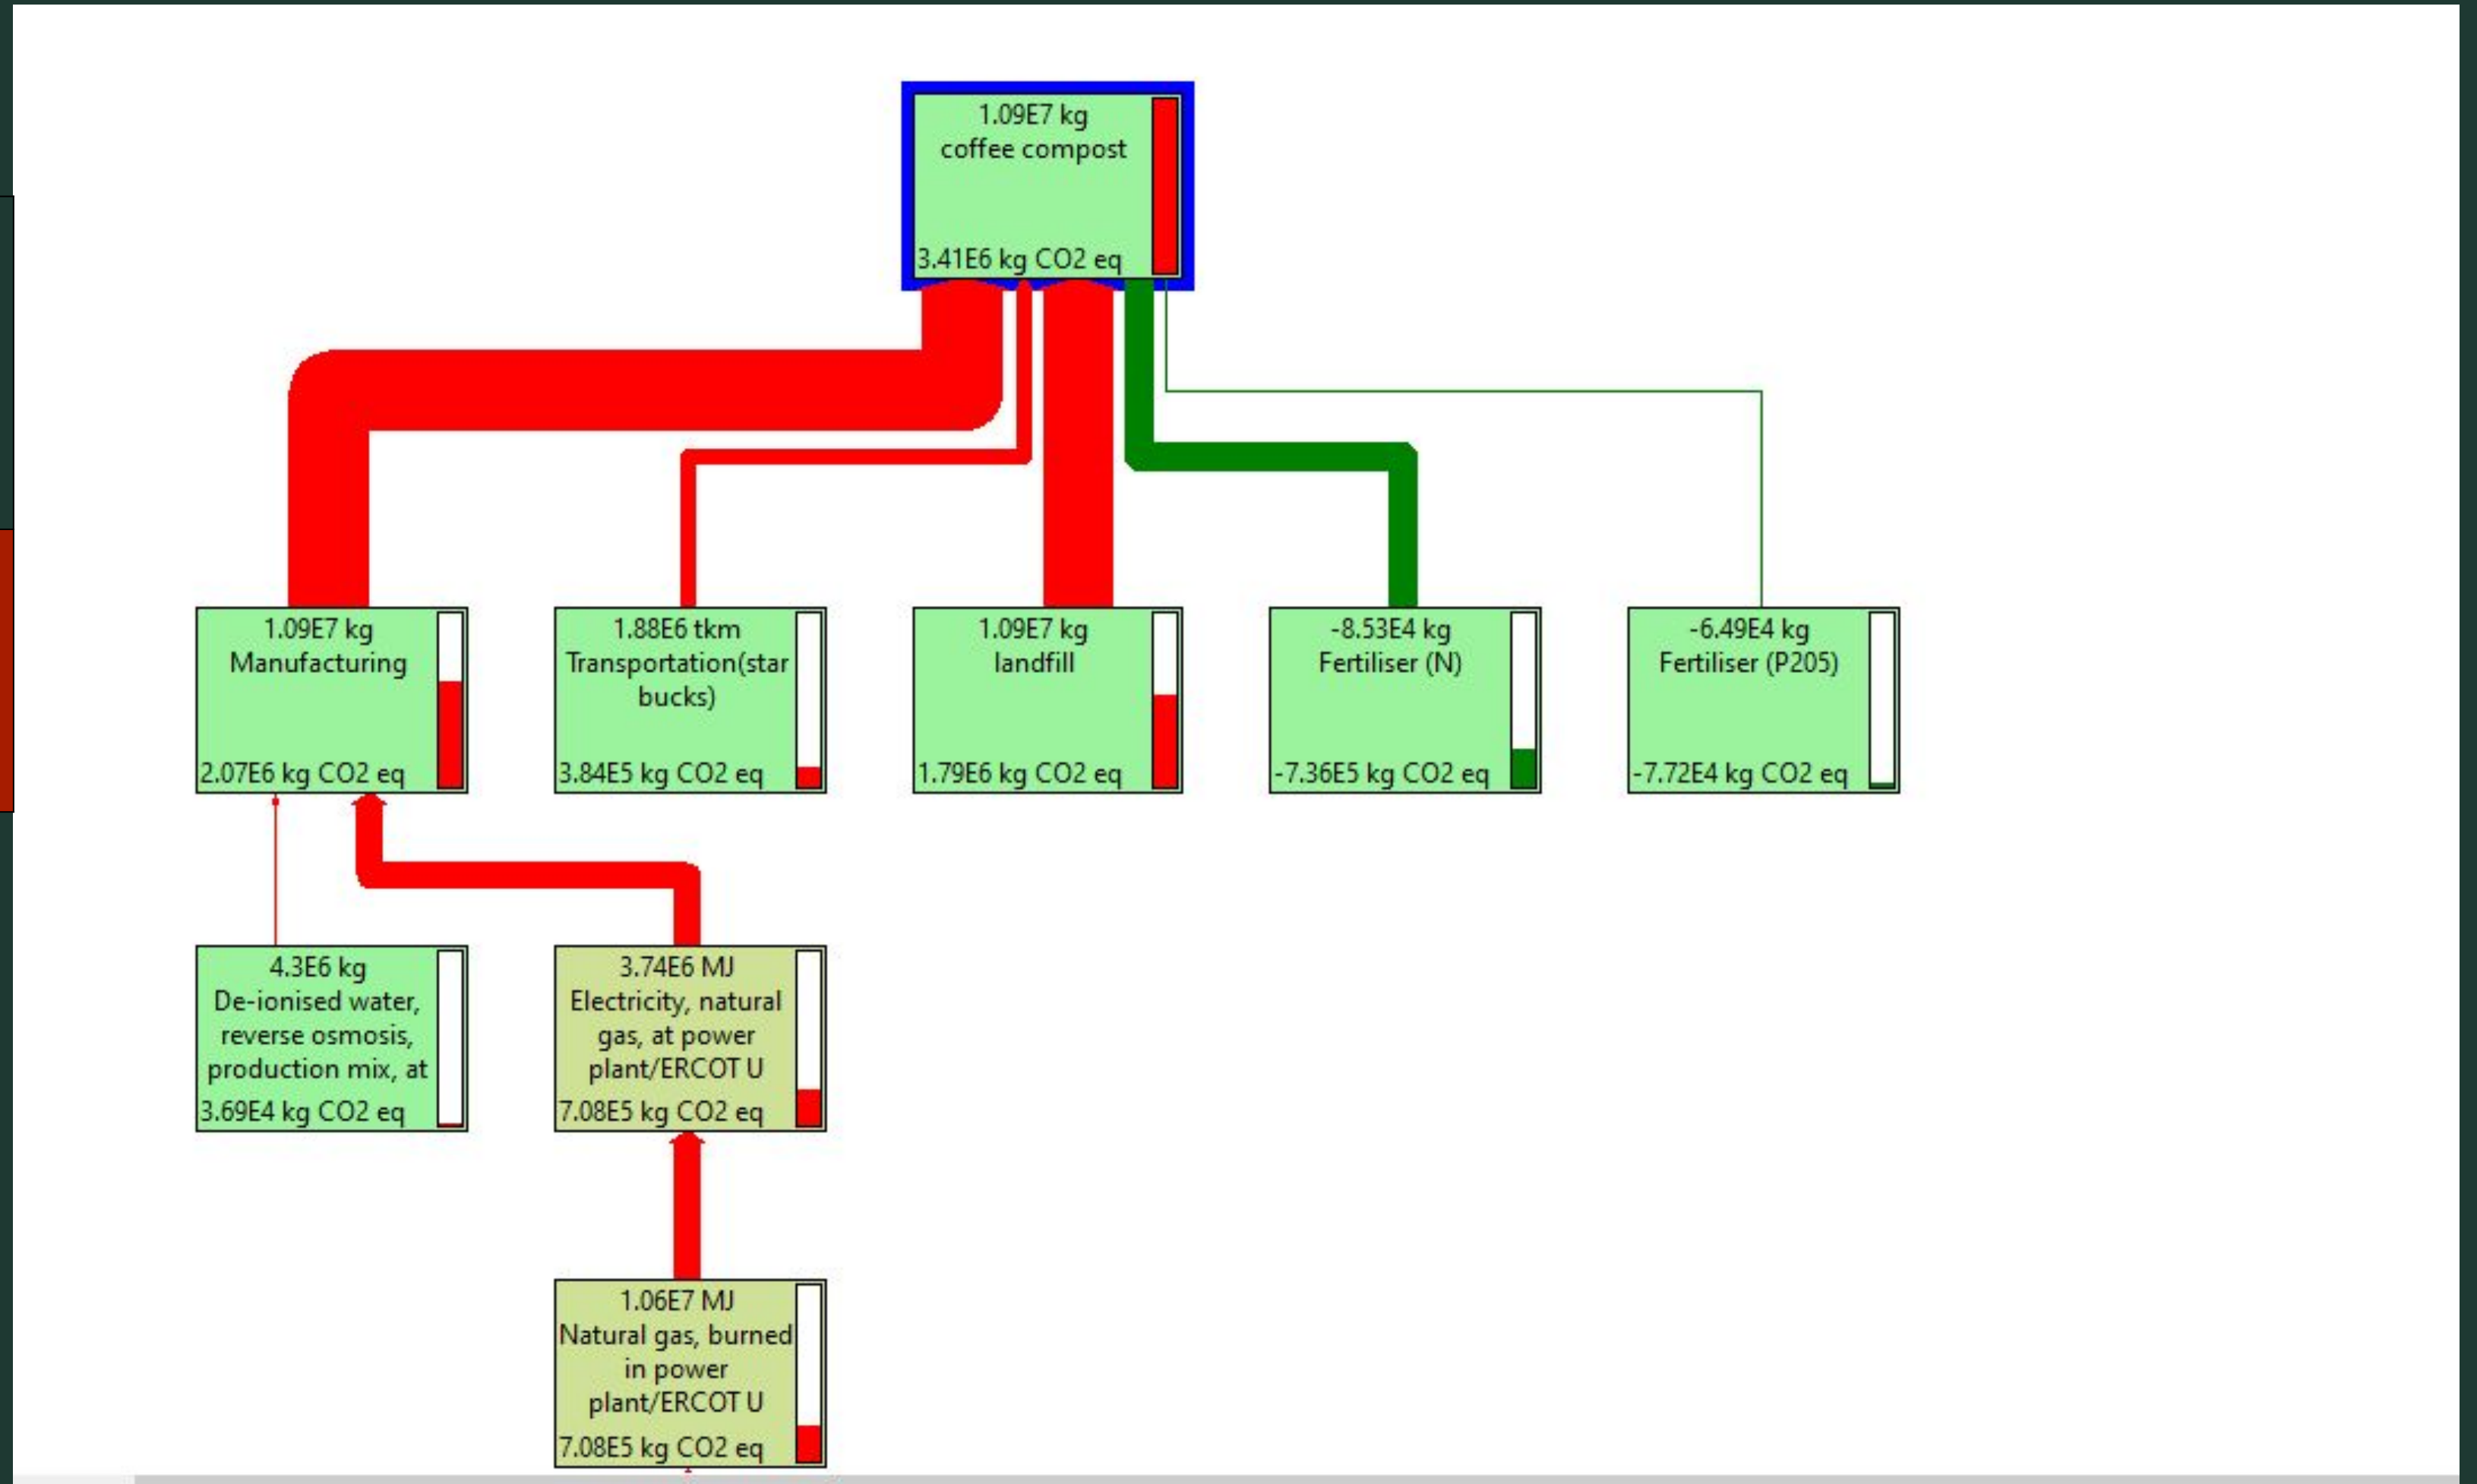 1.09E7 kg
coffee compost
3.41E6 kg CO2 eq
1.09E7 kg
Manufacturing
2.07E6 kg CO2 eq
1.88E6 tkm
Transportation(star
bucks)
3.84E5 kg CO2 eq
1.09E7 kg
landfill
1.79E6 kg CO2 eq
-8.53E4 kg
Fertiliser (N)
-7.36E5 kg CO2 eq
-6.49E4 kg
Fertiliser (P205)
-7.72E4 kg CO2 eq
4.3E6 kg
De-ionised water,
reverse osmosis,
production mix, at
3.69E4 kg CO2 eq
3.74E6 MJ
Electricity, natural
gas, at power
plant/ERCOT U
7.08E5 kg CO2 eq
1.06E7 MJ
Natural gas, burned
in power
plant/ERCOT U
7.08E5 kg CO2 eq